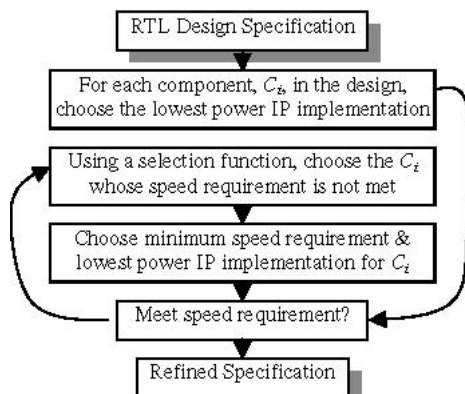 RTL Design Specification
For each component, Ci, in the design,
choose the lowest power IP implementation
Using a selection function, choose the Ci
whose speed requirement is not met
Choose minimum speed requirement &
lowest power IP implementation for Ci
Meet speed requirement?
Refined Specification